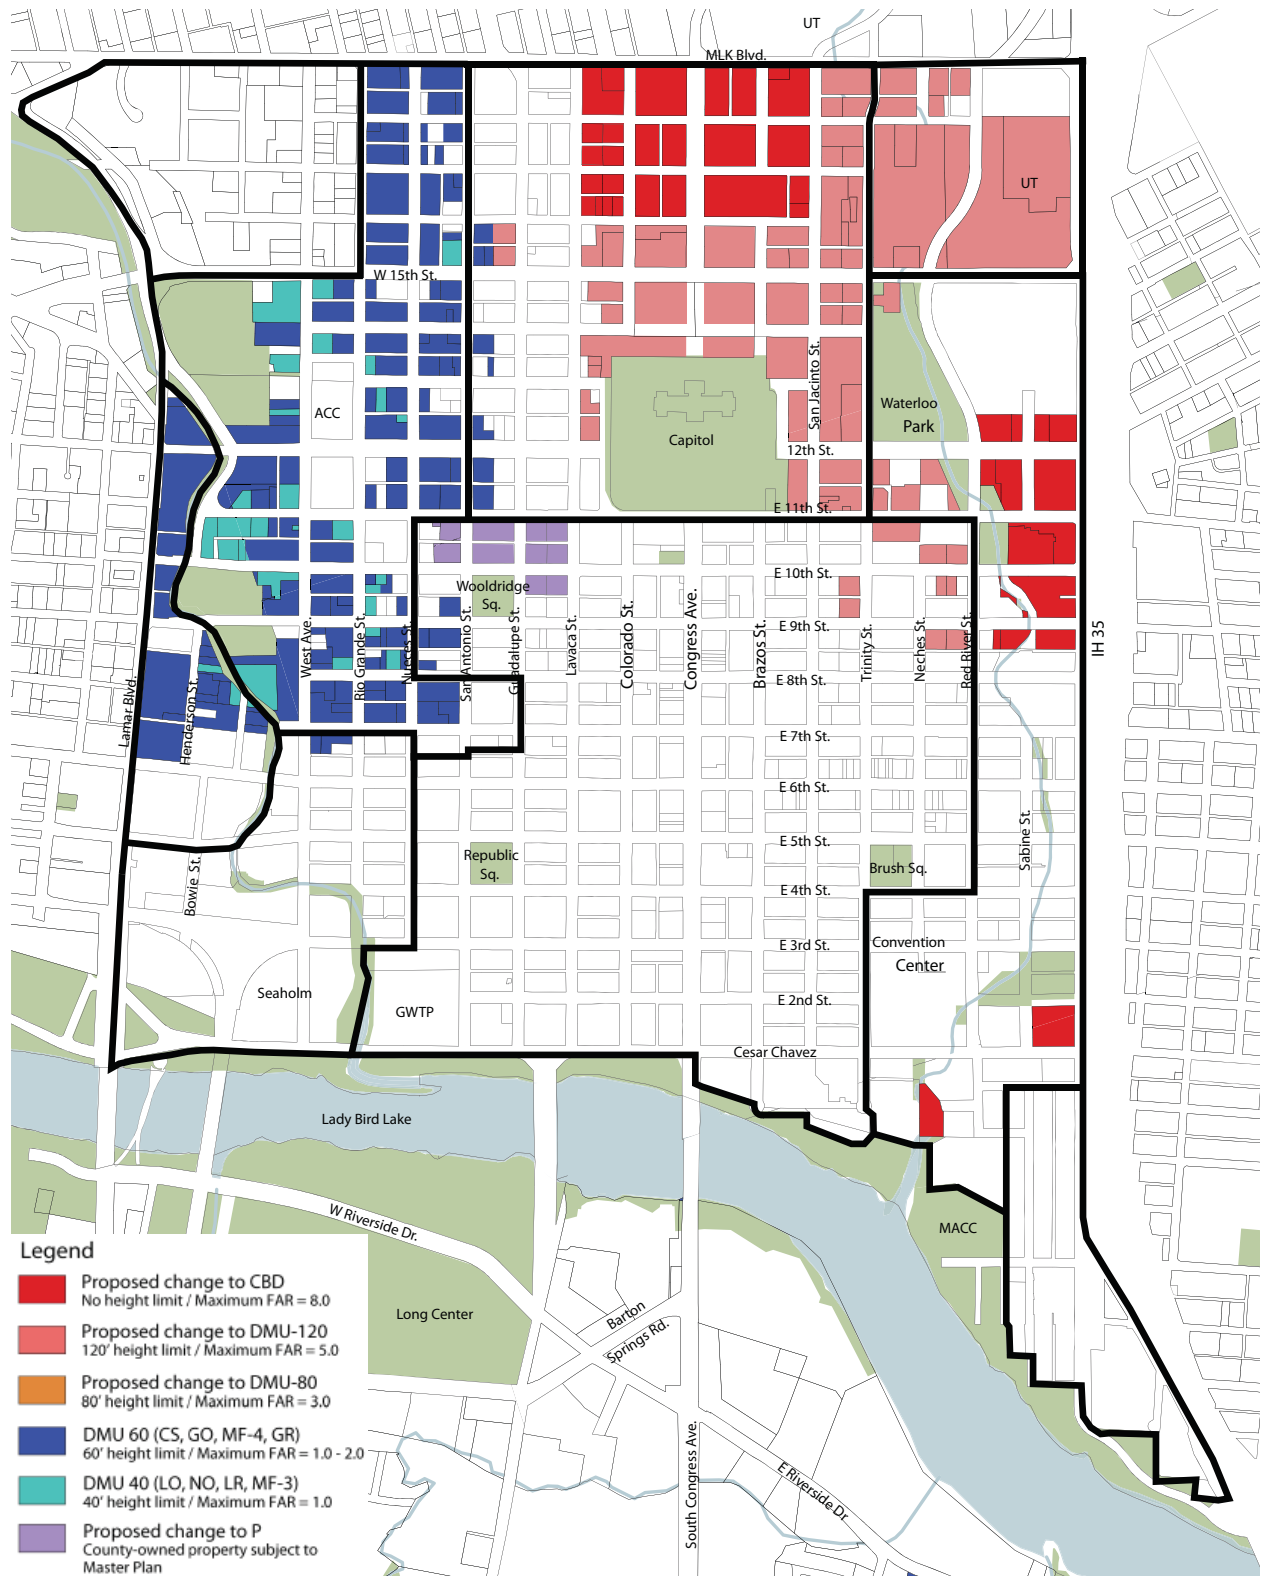 UT
MLK Blvd.
UT
W 15th St.
San Jacinto St.
Waterloo
Park
ACC
Capitol
12th St.
E 11th St.
E 10th St.
Wooldridge
Sq.
E 9th St.
West Ave.
Rio Grande St.
Nueces St.
San Antonio St.
Guadalupe St.
Lavaca St.
Colorado St.
Congress Ave.
Brazos St.
Trinity St.
Neches St.
Red River St.
IH 35
E 8th St.
Lamar Blvd.
Henderson St.
E 7th St.
E 6th St.
E 5th St.
Sabine St.
Republic
Sq.
Brush Sq.
Bowie St.
E 4th St.
E 3rd St.
Convention
Center
Seaholm
GWTP
E 2nd St.
Cesar Chavez
Lady Bird Lake
W Riverside Dr.
MACC
Long Center
Barton
Springs Rd.
South Congress Ave.
E Riverside Dr
Legend
Proposed change to CBD
No height limit / Maximum FAR = 8.0
Proposed change to DMU-120
120' height limit / Maximum FAR = 5.0
Proposed change to DMU-80
80' height limit / Maximum FAR = 3.0
DMU 60 (CS, GO, MF-4, GR)
60' height limit / Maximum FAR = 1.0 - 2.0
DMU 40 (LO, NO, LR, MF-3)
40' height limit / Maximum FAR = 1.0
Proposed change to P
County-owned property subject to
Master Plan